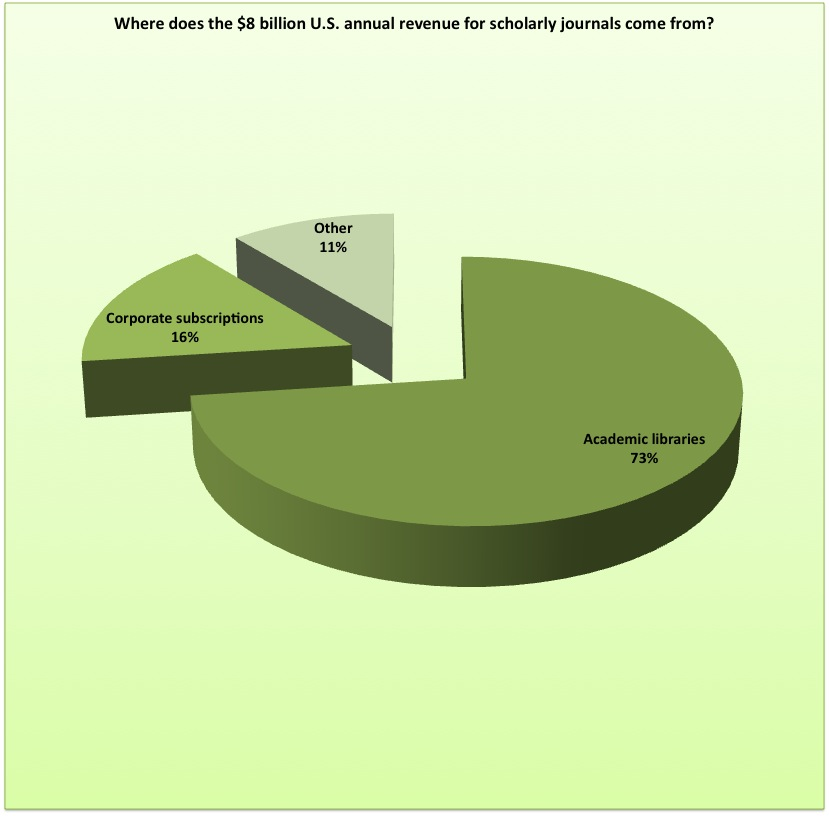 Where does the $8 billion U.S. annual revenue for scholarly journals come from?
Other
11%
Corporate subscriptions
16%
Academic libraries
73%